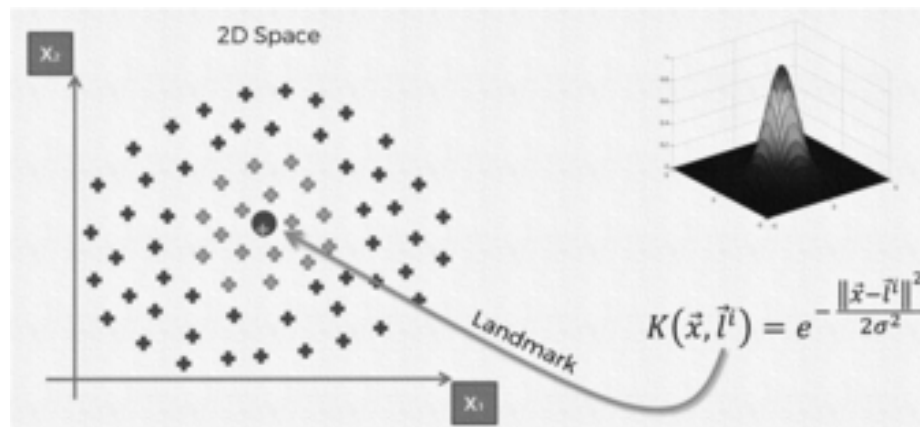 2D Space
X₂
X₁
Landmark
K(x⃗, l⃗ⁱ) = e^(-‖x⃗-l⃗ⁱ‖²/2σ²)